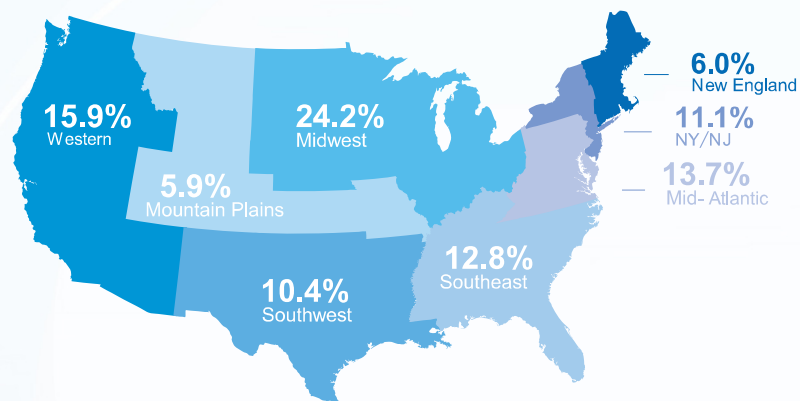 15.9%
Western
5.9%
Mountain Plains
24.2%
Midwest
10.4%
Southwest
12.8%
Southeast
6.0%
New England
11.1%
NY/NJ
13.7%
Mid- Atlantic